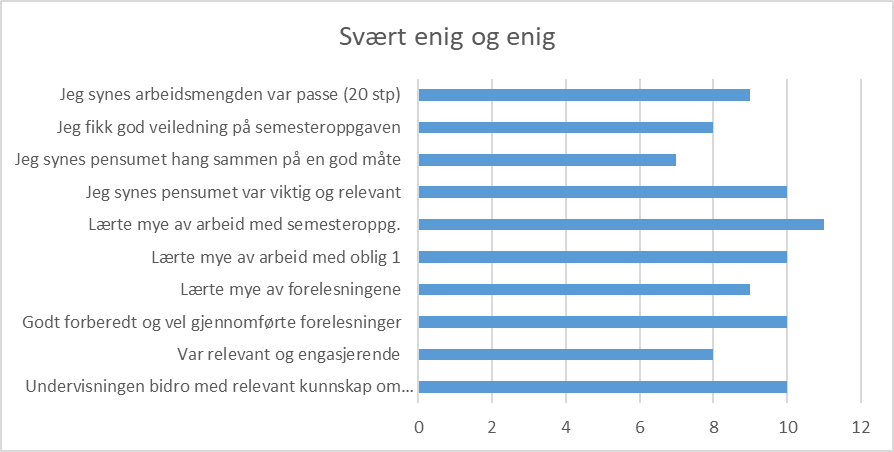 Svært enig og enig
Jeg synes arbeidsmengden var passe (20 stp)
Jeg fikk god veiledning på semesteroppgaven
Jeg synes pensumet hang sammen på en god måte
Jeg synes pensumet var viktig og relevant
Lærte mye av arbeid med semesteroppg.
Lærte mye av arbeid med oblig 1
Lærte mye av forelesningene
Godt forberedt og vel gjennomførte forelesninger
Var relevant og engasjerende
Undervisningen bidro med relevant kunnskap om…
0 2 4 6 8 10 12